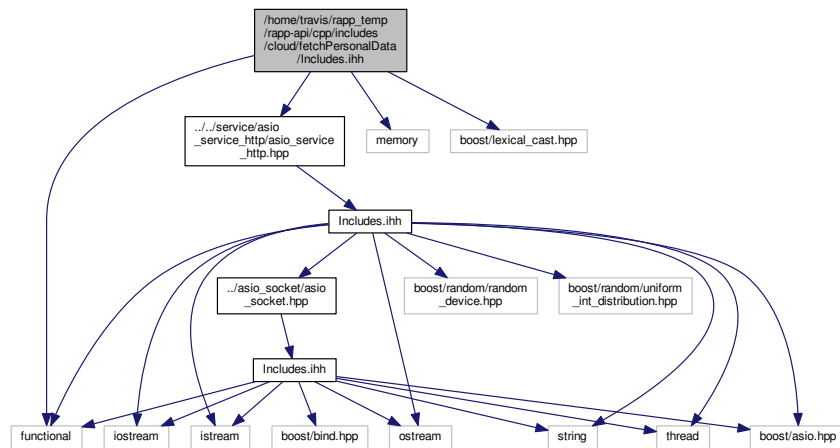 /home/travis/rapp_temp
/rapp-api/cpp/includes
/cloud/fetchPersonalData
/Includes.ihh
../../service/asio
_service_http/asio_service
_http.hpp
memory
boost/lexical_cast.hpp
Includes.ihh
../asio_socket/asio
_socket.hpp
boost/random/random
_device.hpp
boost/random/uniform
_int_distribution.hpp
Includes.ihh
functional
iostream
istream
boost/bind.hpp
ostream
string
thread
boost/asio.hpp